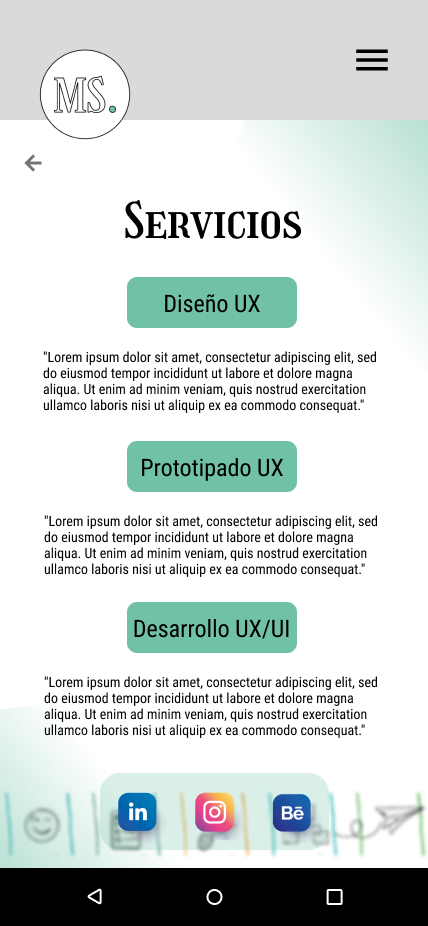 MS.
Servicios
Diseño UX
"Lorem ipsum dolor sit amet, consectetur adipiscing elit, sed
do eiusmod tempor incididunt ut labore et dolore magna
aliqua. Ut enim ad minim veniam, quis nostrud exercitation
ullamco laboris nisi ut aliquip ex ea commodo consequat."
Prototipado UX
"Lorem ipsum dolor sit amet, consectetur adipiscing elit, sed
do eiusmod tempor incididunt ut labore et dolore magna
aliqua. Ut enim ad minim veniam, quis nostrud exercitation
ullamco laboris nisi ut aliquip ex ea commodo consequat."
Desarrollo UX/UI
"Lorem ipsum dolor sit amet, consectetur adipiscing elit, sed
do eiusmod tempor incididunt ut labore et dolore magna
aliqua. Ut enim ad minim veniam, quis nostrud exercitation
ullamco laboris nisi ut aliquip ex ea commodo consequat."
in Bē